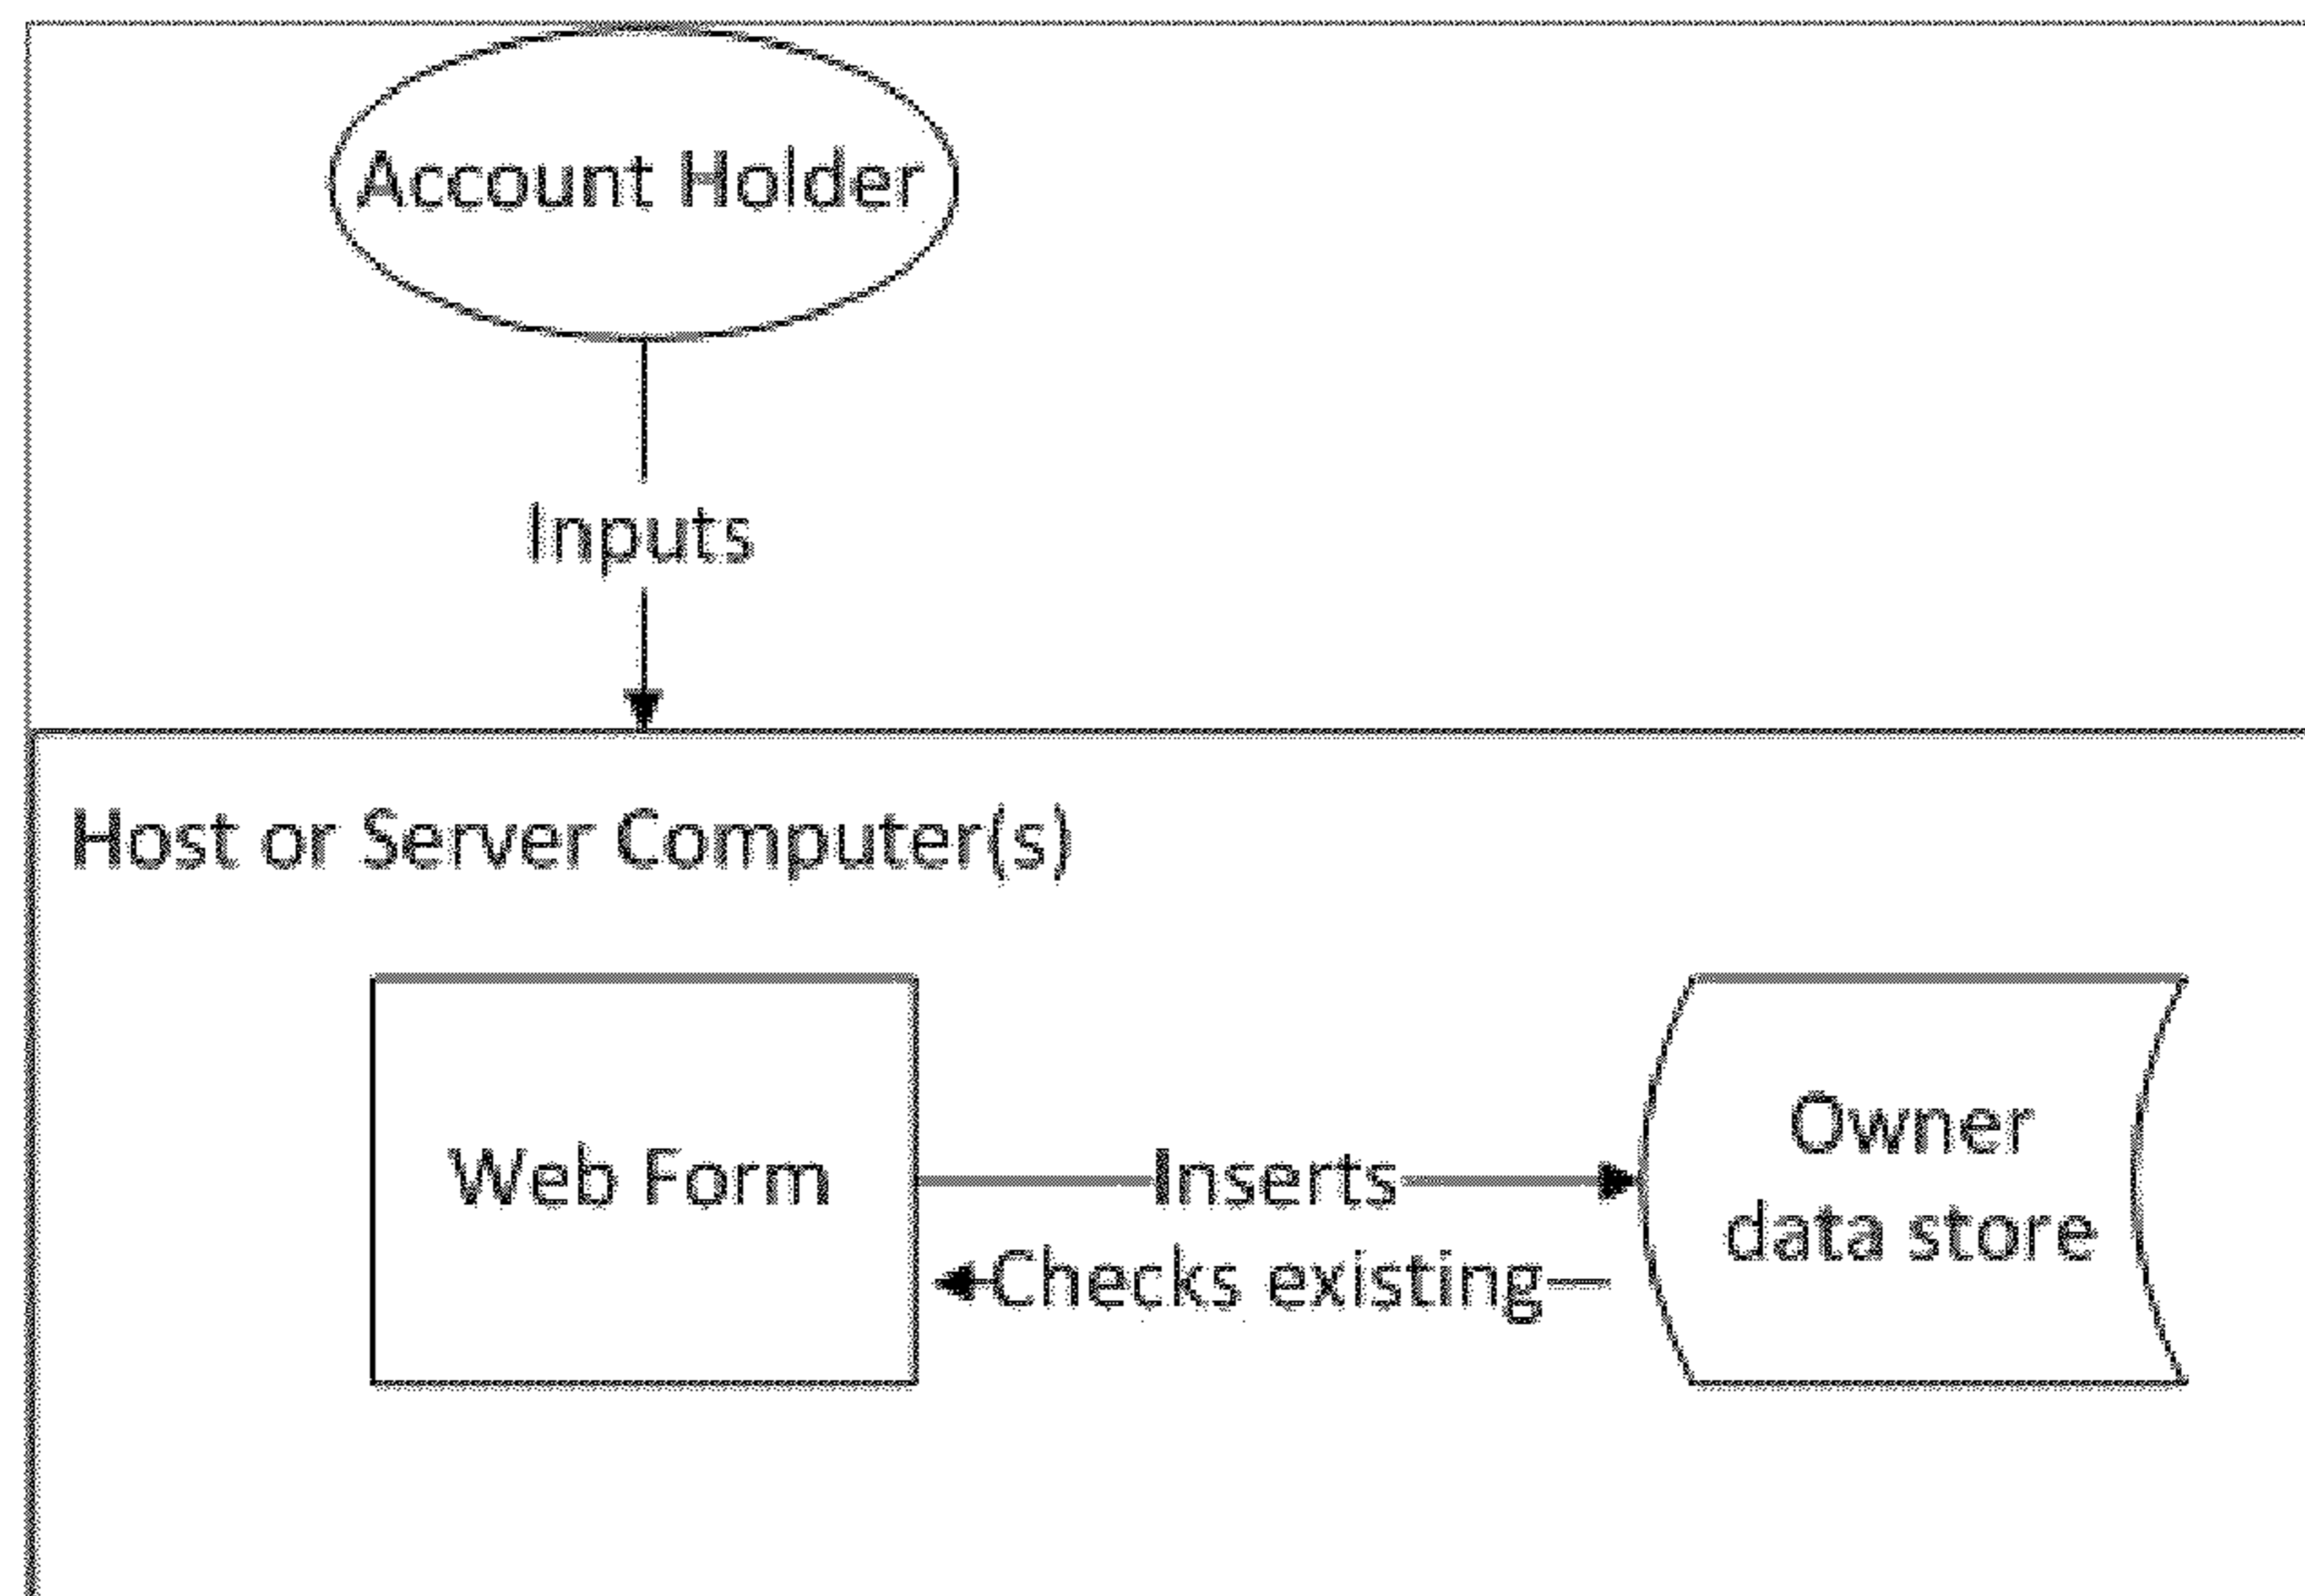 Account Holder
Inputs
Host or Server Computer(s)
Web Form
Inserts
Checks existing
Owner
data store